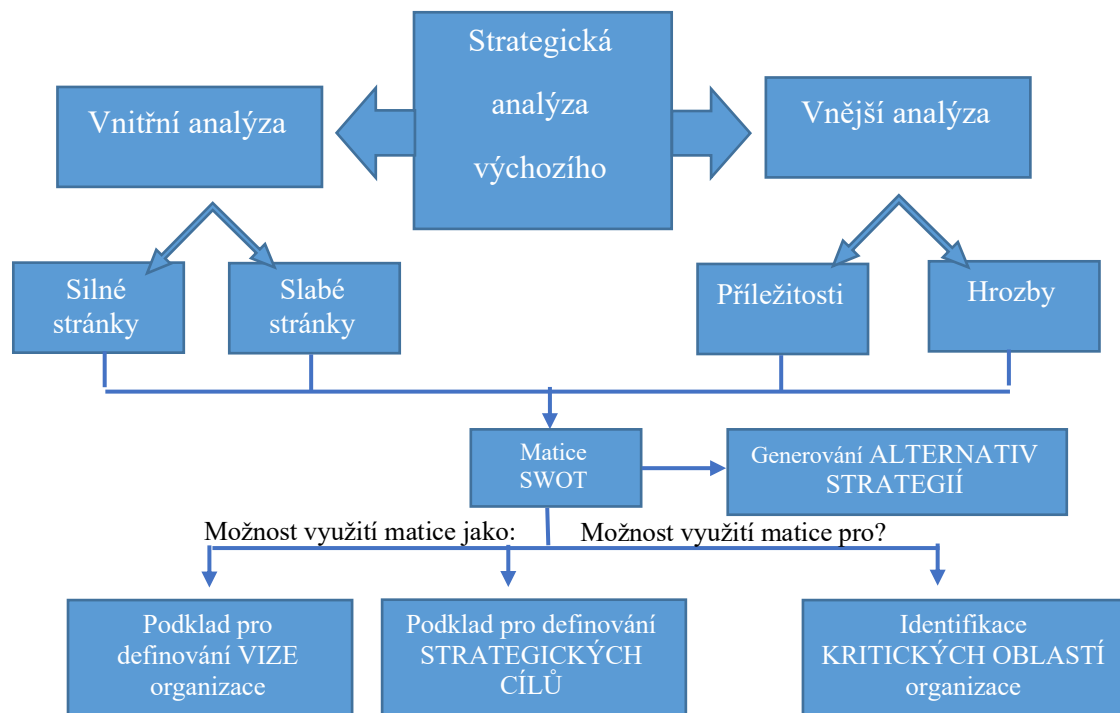 Strategická
analýza
výchozího
Vnitřní analýza
Vnější analýza
Silné
stránky
Slabé
stránky
Příležitosti
Hrozby
Matice
SWOT
Generování ALTERNATIV
STRATEGIÍ
Možnost využití matice jako:
Možnost využití matice pro?
Podklad pro
definování VIZE
organizace
Podklad pro definování
STRATEGICKÝCH
CÍLŮ
Identifikace
KRITICKÝCH OBLASTÍ
organizace